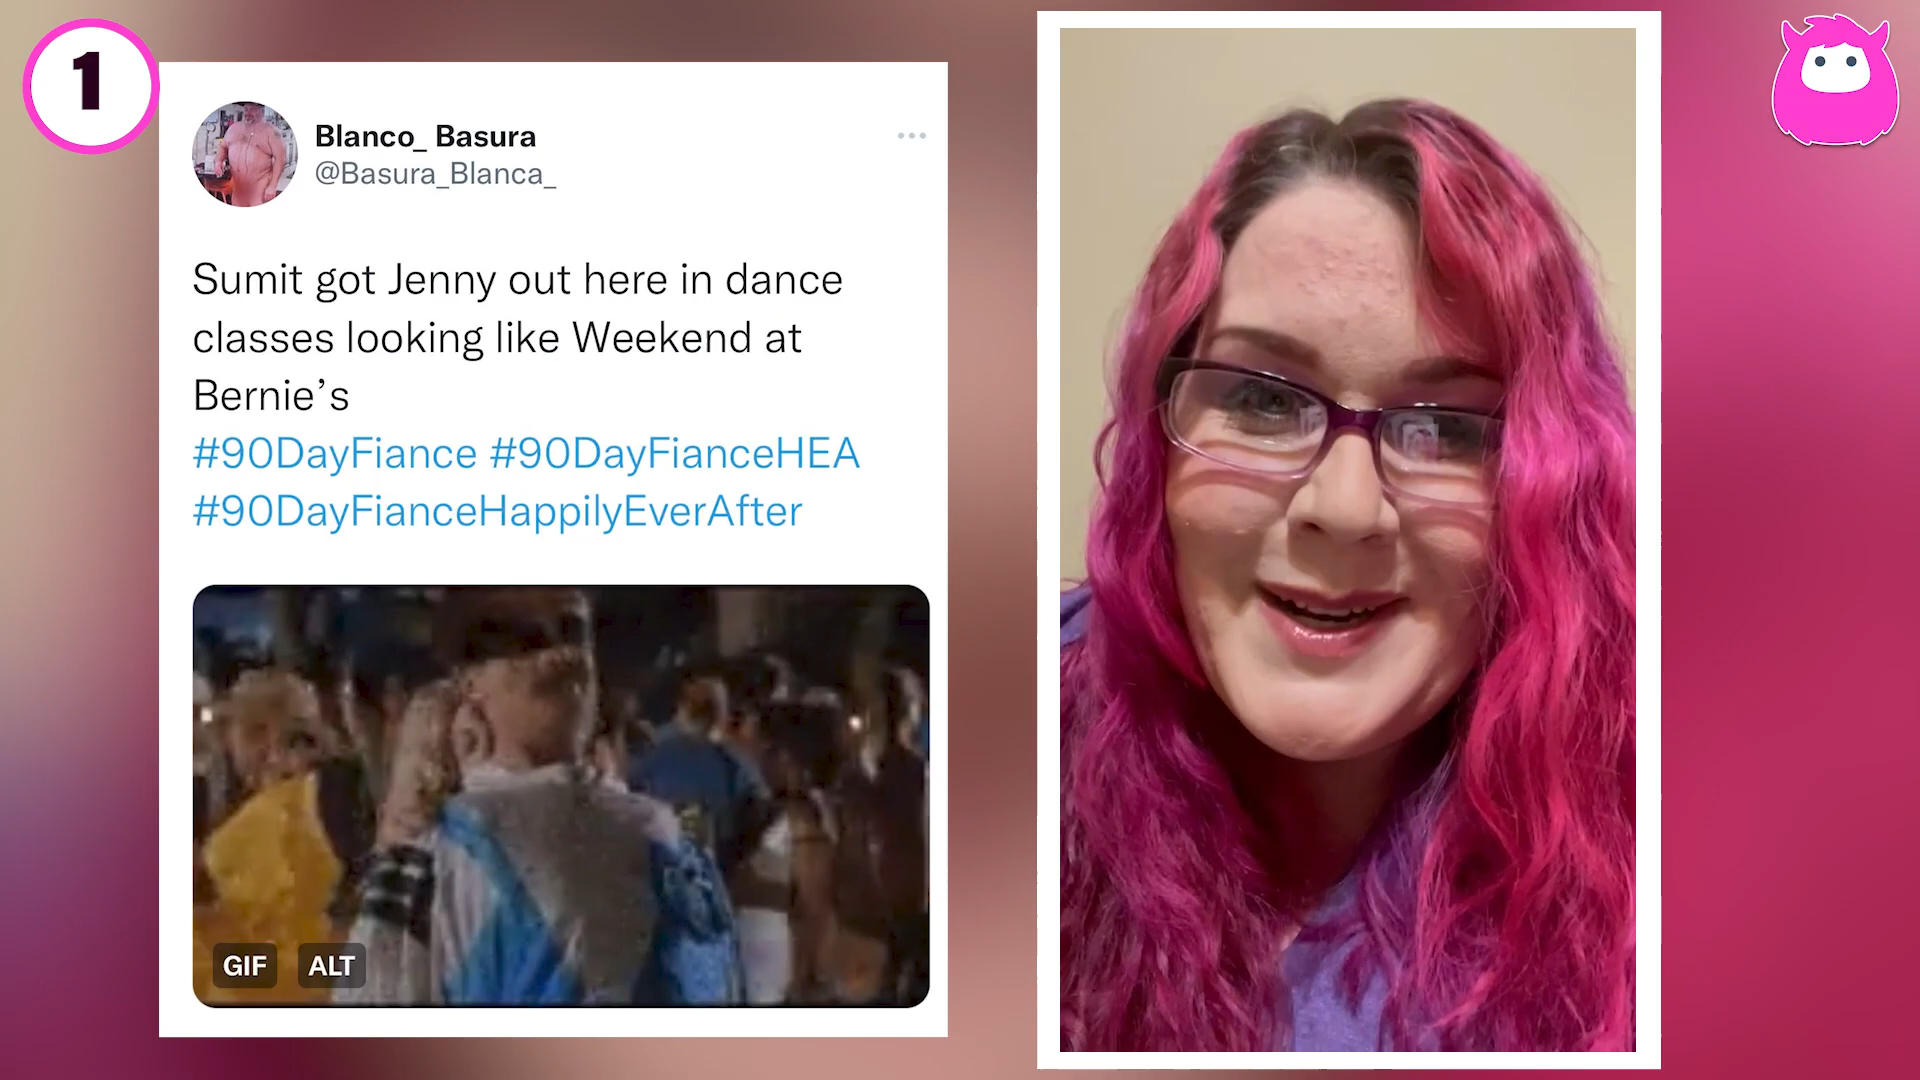 1
Blanco_ Basura
@Basura_Blanca_
Sumit got Jenny out here in dance
classes looking like Weekend at
Bernie’s
#90DayFiance #90DayFianceHEA
#90DayFianceHappilyEverAfter
GIF ALT